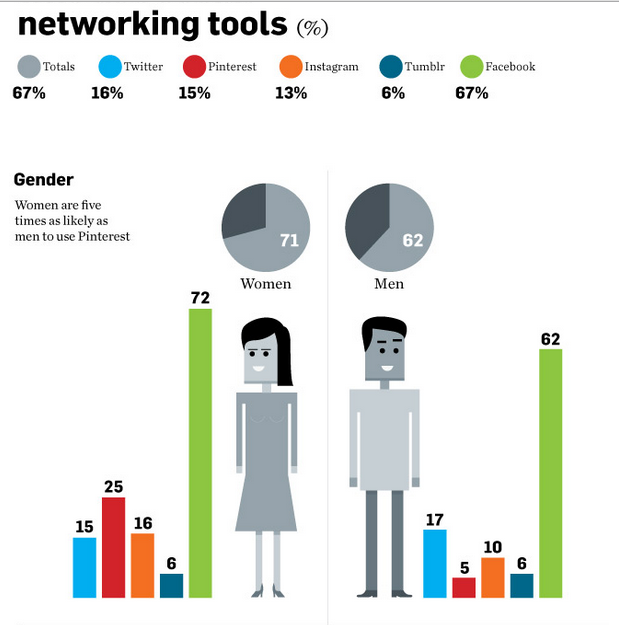 networking tools (%)
Totals Twitter Pinterest Instagram Tumblr Facebook
67% 16% 15% 13% 6% 67%
Gender
Women are five
times as likely as
men to use Pinterest
71
Women
62
Men
72
25
15
16
6
62
17
5
10
6